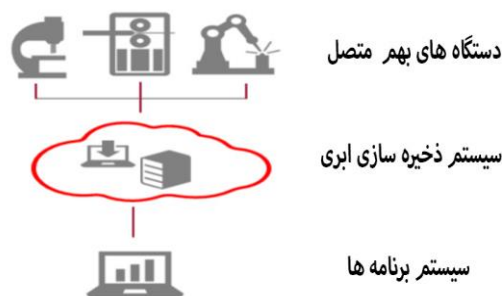 دستگاه های بهم متصل
سیستم ذخیره سازی ابری
سیستم برنامه ها